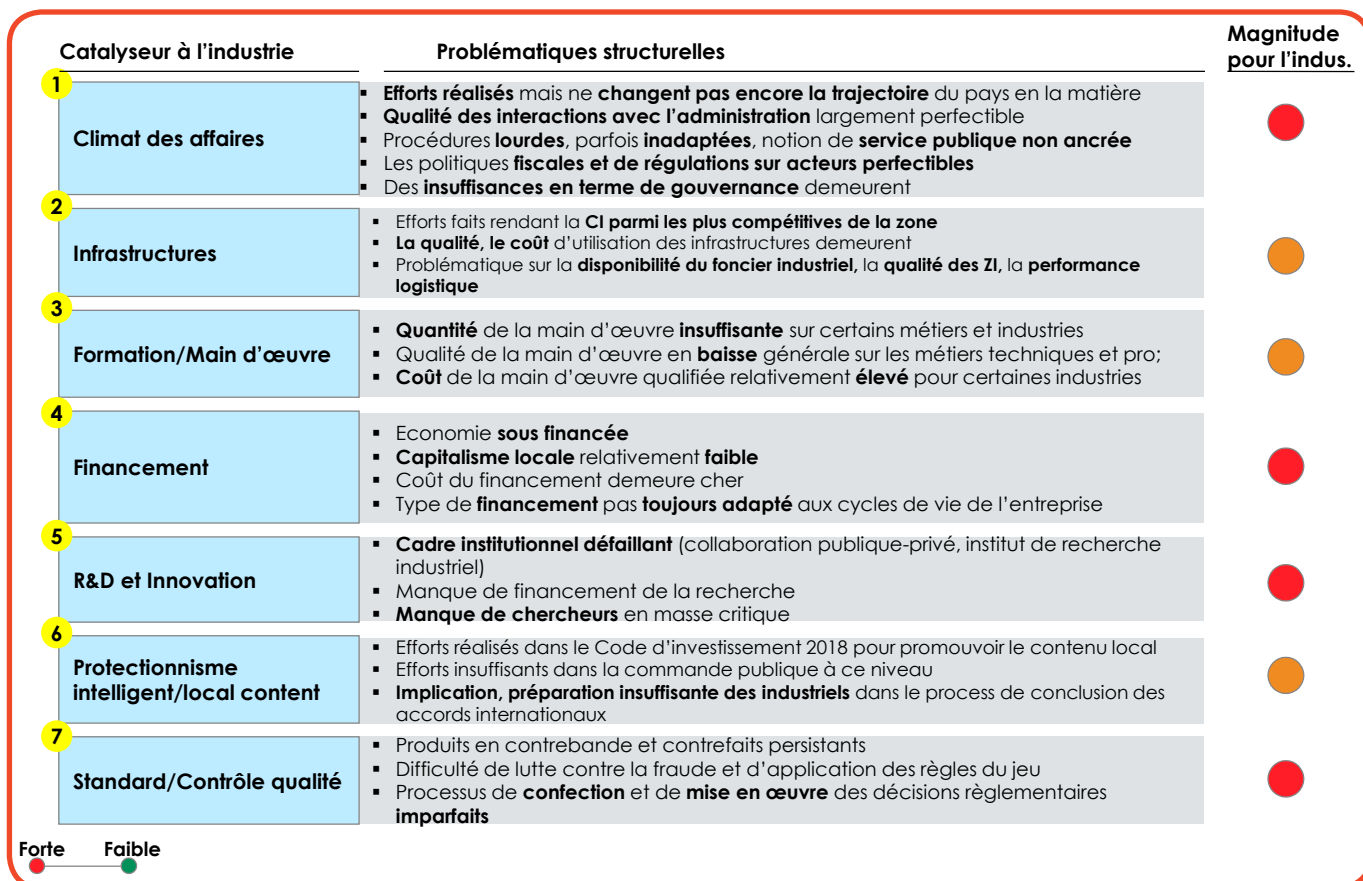 Catalyseur à l'industrie
Problématiques structurelles
Magnitude
pour l'indus.
1
Climat des affaires
▪ Efforts réalisés mais ne changent pas encore la trajectoire du pays en la matière
▪ Qualité des interactions avec l'administration largement perfectible
▪ Procédures lourdes, parfois inadaptées, notion de service publique non ancrée
▪ Les politiques fiscales et de régulations sur acteurs perfectibles
▪ Des insuffisances en terme de gouvernance demeurent
2
Infrastructures
▪ Efforts faits rendant la CI parmi les plus compétitives de la zone
▪ La qualité, le coût d'utilisation des infrastructures demeurent
▪ Problématique sur la disponibilité du foncier industriel, la qualité des ZI, la performance
logistique
3
Formation/Main d'œuvre
▪ Quantité de la main d'œuvre insuffisante sur certains métiers et industries
▪ Qualité de la main d'œuvre en baisse générale sur les métiers techniques et pro;
▪ Coût de la main d'œuvre qualifiée relativement élevé pour certaines industries
4
Financement
▪ Economie sous financée
▪ Capitalisme locale relativement faible
▪ Coût du financement demeure cher
▪ Type de financement pas toujours adapté aux cycles de vie de l'entreprise
5
R&D et Innovation
▪ Cadre institutionnel défaillant (collaboration publique-privé, institut de recherche
industriel)
▪ Manque de financement de la recherche
▪ Manque de chercheurs en masse critique
6
Protectionnisme
intelligent/local content
▪ Efforts réalisés dans le Code d'investissement 2018 pour promouvoir le contenu local
▪ Efforts insuffisants dans la commande publique à ce niveau
▪ Implication, préparation insuffisante des industriels dans le process de conclusion des
accords internationaux
7
Standard/Contrôle qualité
▪ Produits en contrebande et contrefaits persistants
▪ Difficulté de lutte contre la fraude et d'application des règles du jeu
▪ Processus de confection et de mise en œuvre des décisions règlementaires
imparfaits
Forte Faible